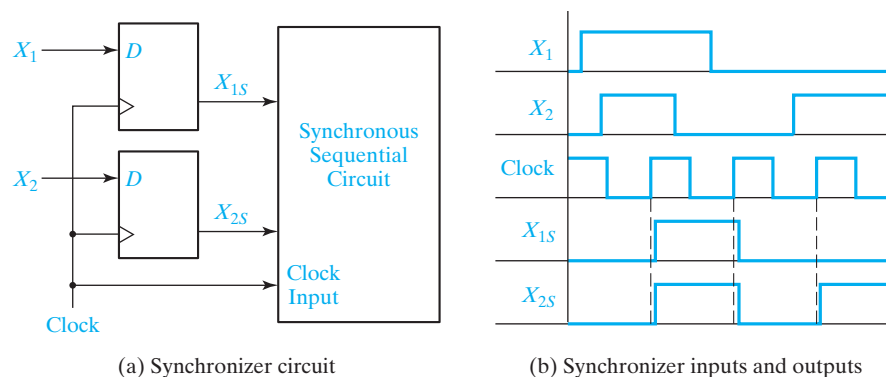 X1
D
X1S
X2
D
X2S
Synchronous
Sequential
Circuit
Clock
Input
Clock
(a) Synchronizer circuit
X1
X2
Clock
X1S
X2S
(b) Synchronizer inputs and outputs